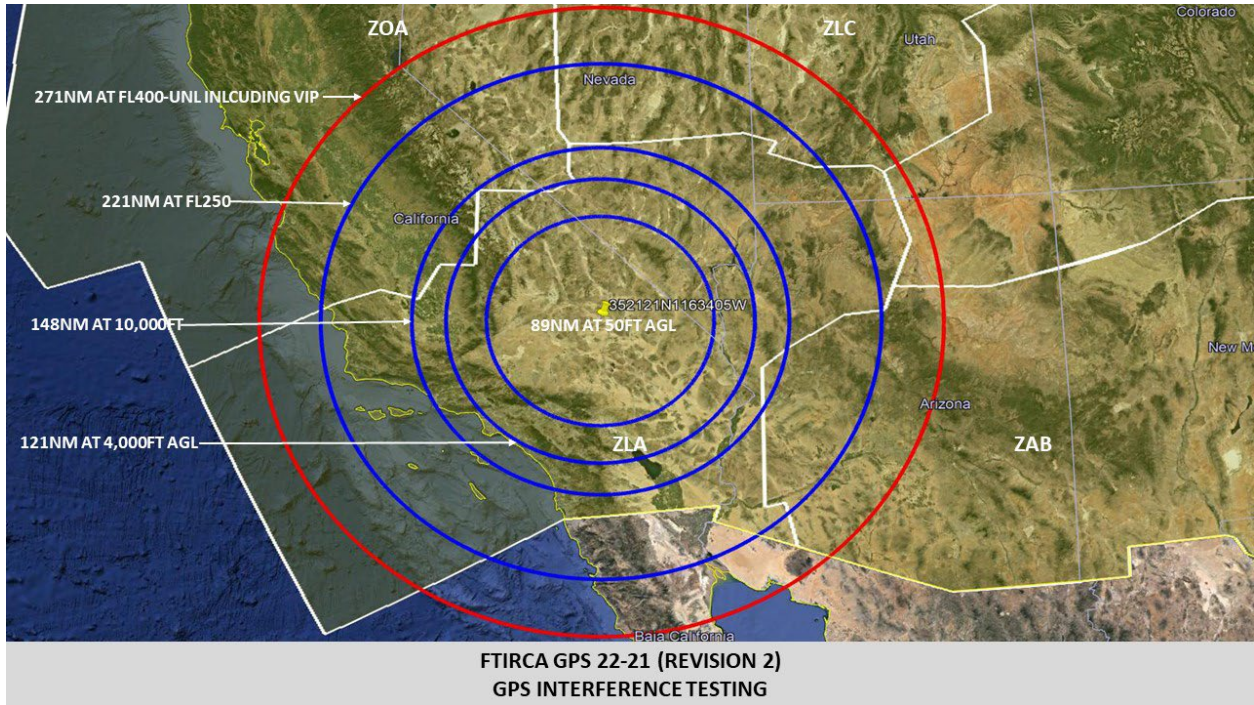 ZOA
ZLC
Colorado
Utah
Nevada
271NM AT FL400-UNL INLCUDING VIP
221NM AT FL250
California
352121N1163405W
148NM AT 10,000FT
89NM AT 50FT AGL
New M
Arizona
121NM AT 4,000FT AGL
ZLA
ZAB
Baja California
FTIRCA GPS 22-21 (REVISION 2)
GPS INTERFERENCE TESTING